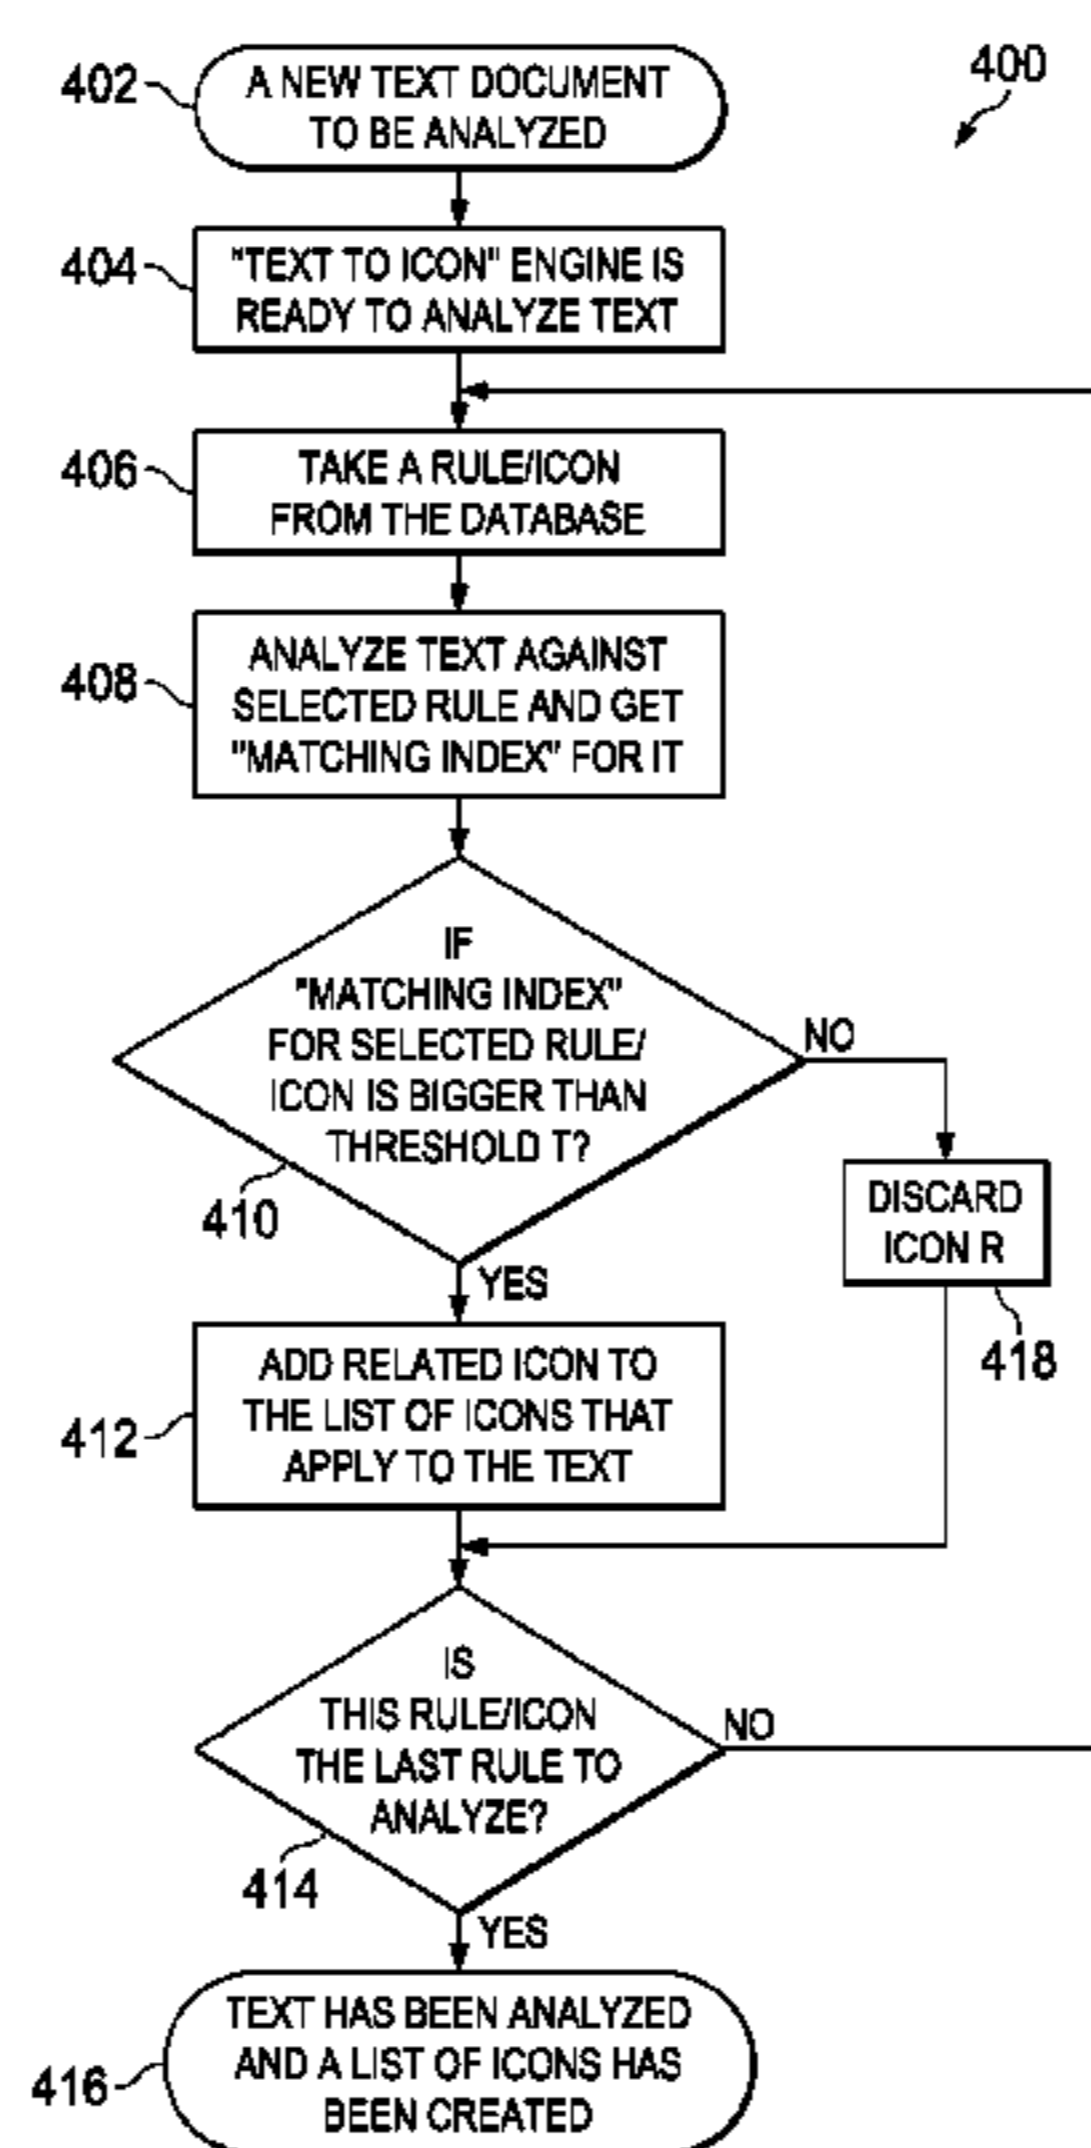 400
402
A NEW TEXT DOCUMENT
TO BE ANALYZED
404
"TEXT TO ICON" ENGINE IS
READY TO ANALYZE TEXT
406
TAKE A RULE/ICON
FROM THE DATABASE
408
ANALYZE TEXT AGAINST
SELECTED RULE AND GET
"MATCHING INDEX" FOR IT
IF
"MATCHING INDEX"
FOR SELECTED RULE/
ICON IS BIGGER THAN
THRESHOLD T?
410
NO
DISCARD
ICON R
418
YES
412
ADD RELATED ICON TO
THE LIST OF ICONS THAT
APPLY TO THE TEXT
IS
THIS RULE/ICON
THE LAST RULE TO
ANALYZE?
414
NO
YES
416
TEXT HAS BEEN ANALYZED
AND A LIST OF ICONS HAS
BEEN CREATED